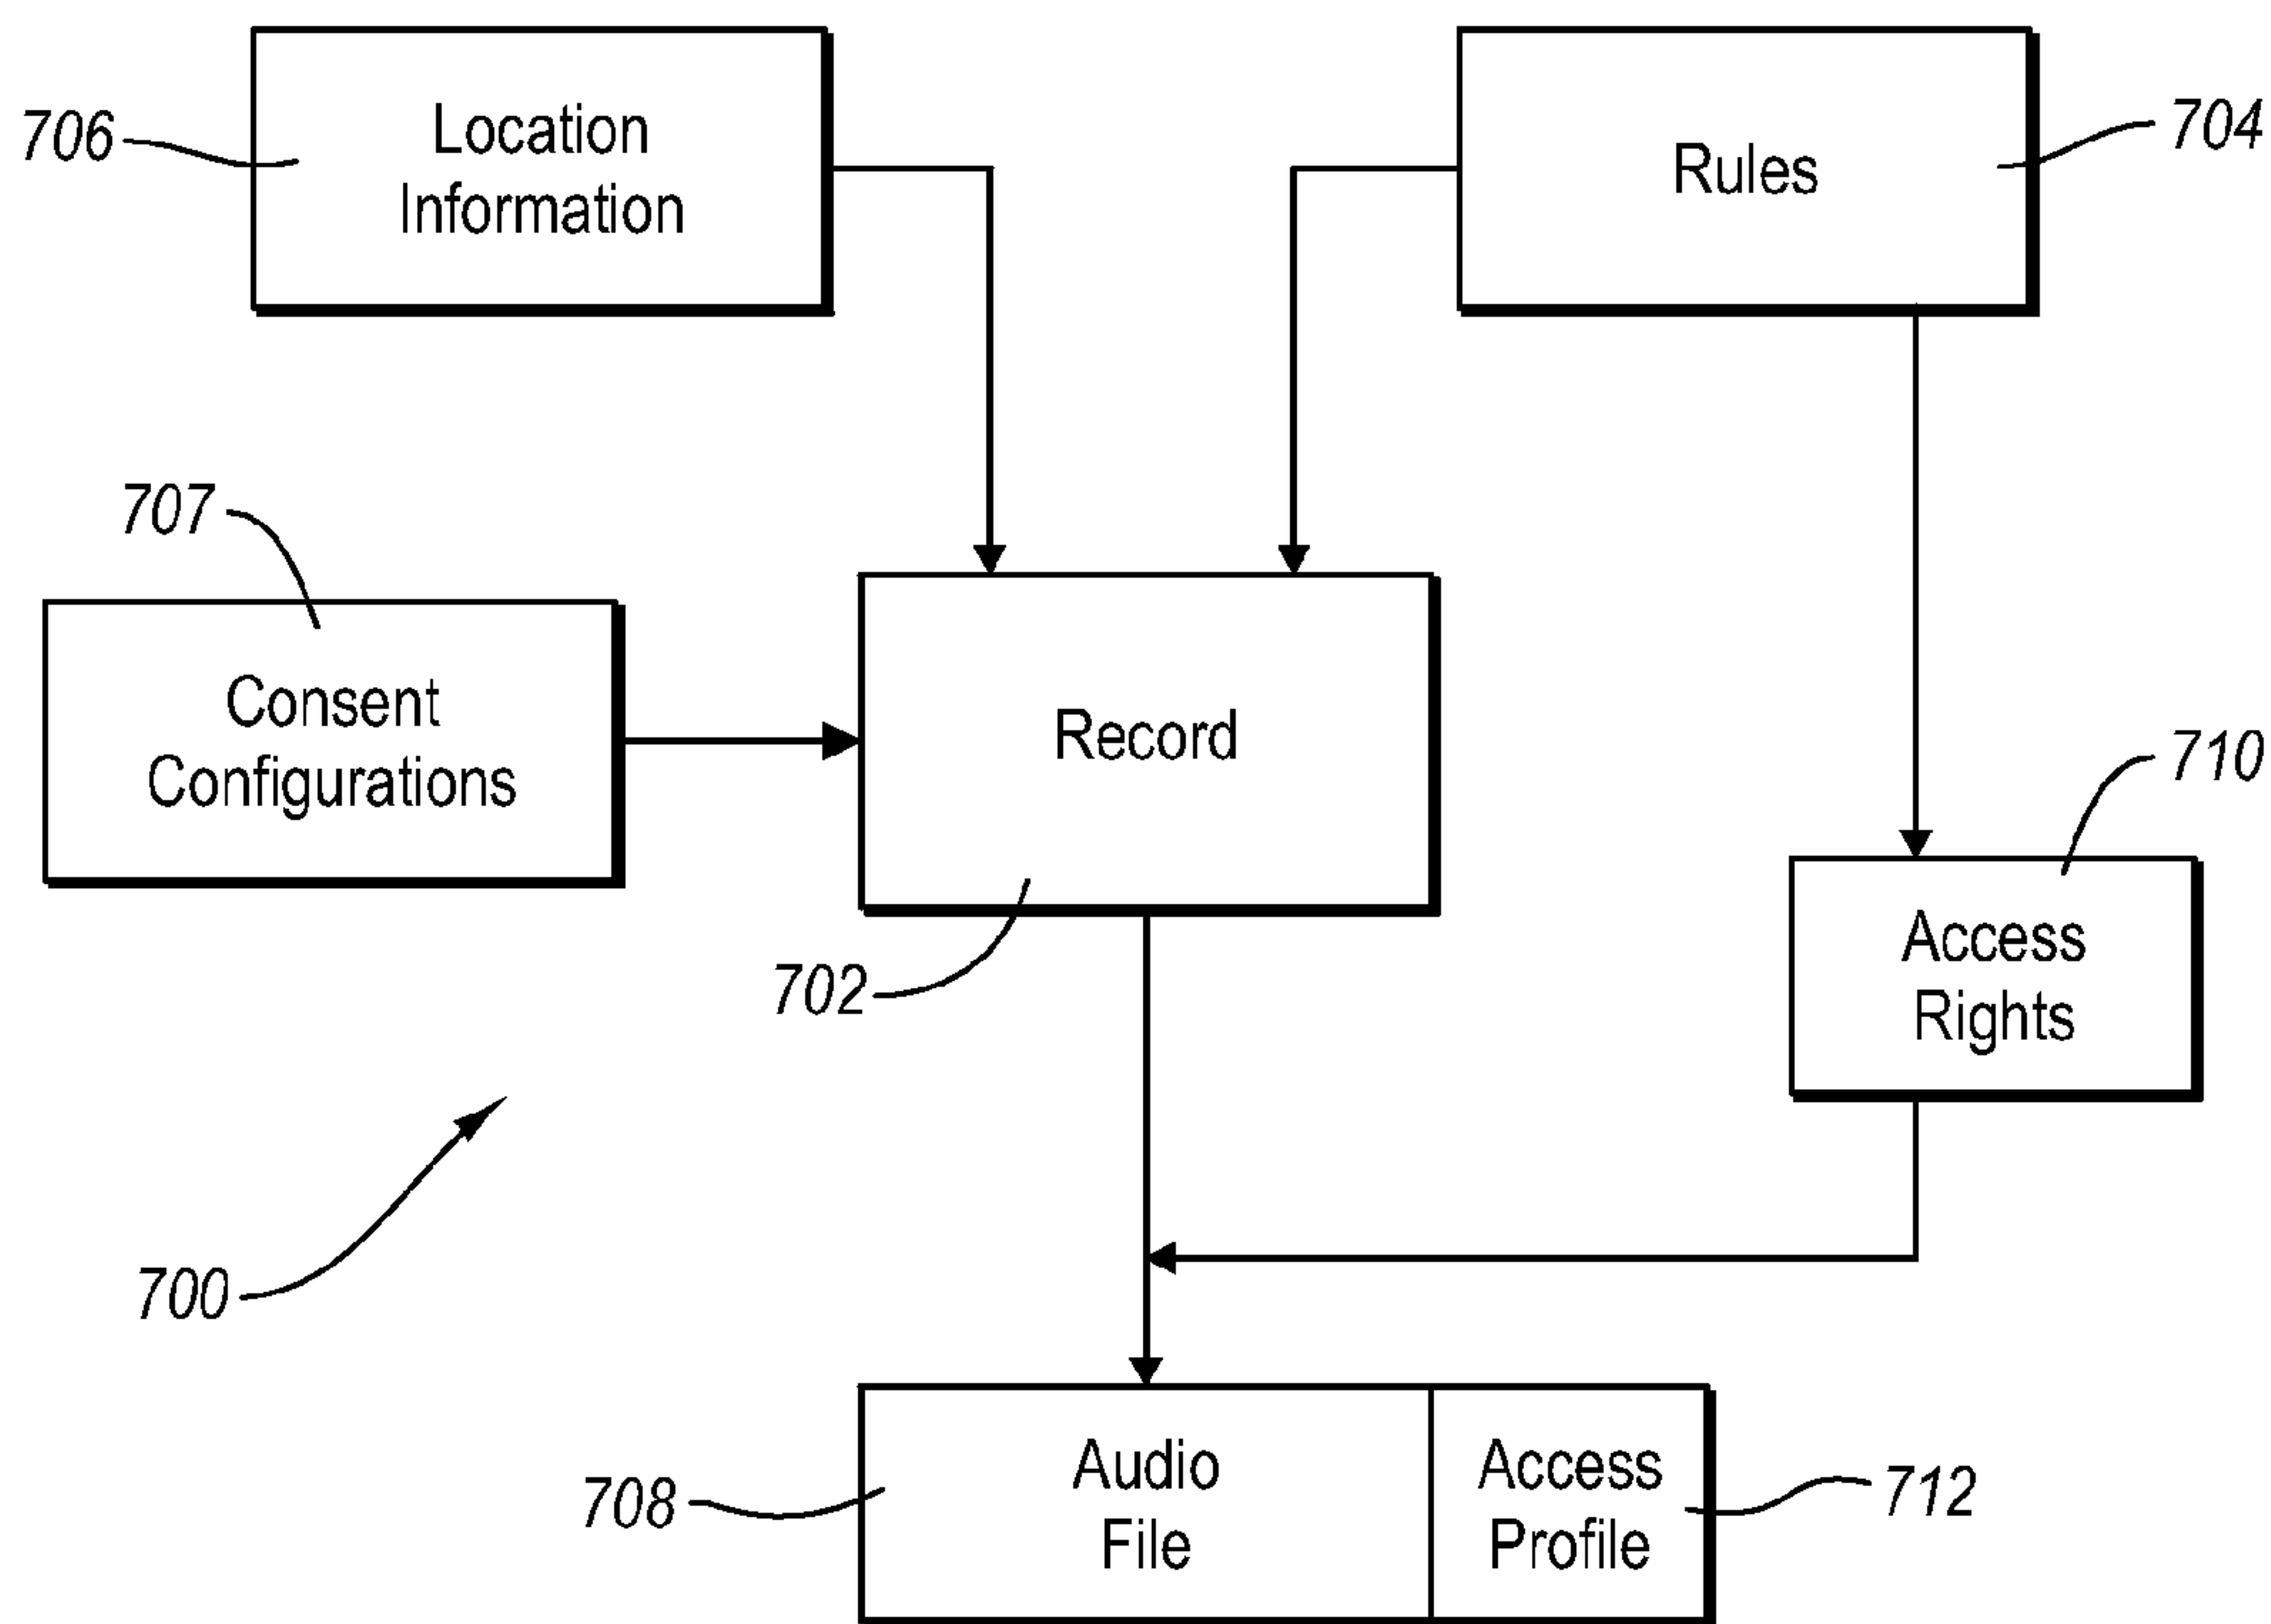 706
Location
Information
Rules
704
707
Consent
Configurations
Record
702
710
Access
Rights
700
708
Audio
File
Access
Profile
712